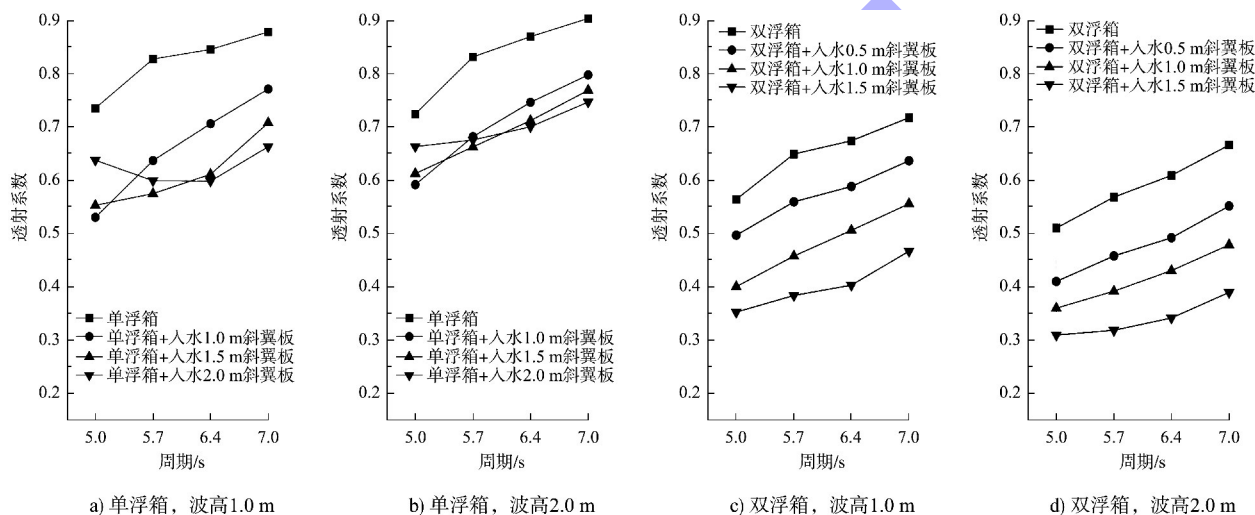 0.9
0.8
0.7
0.6
0.5
0.4
0.3
0.2
透射系数
单浮箱
单浮箱+入水1.0 m斜翼板
单浮箱+入水1.5 m斜翼板
单浮箱+入水2.0 m斜翼板
5.0 5.7 6.4 7.0
周期/s
a) 单浮箱，波高1.0 m
0.9
0.8
0.7
0.6
0.5
0.4
0.3
0.2
透射系数
单浮箱
单浮箱+入水1.0 m斜翼板
单浮箱+入水1.5 m斜翼板
单浮箱+入水2.0 m斜翼板
5.0 5.7 6.4 7.0
周期/s
b) 单浮箱，波高2.0 m
0.9
0.8
0.7
0.6
0.5
0.4
0.3
0.2
透射系数
双浮箱
双浮箱+入水0.5 m斜翼板
双浮箱+入水1.0 m斜翼板
双浮箱+入水1.5 m斜翼板
5.0 5.7 6.4 7.0
周期/s
c) 双浮箱，波高1.0 m
0.9
0.8
0.7
0.6
0.5
0.4
0.3
0.2
透射系数
双浮箱
双浮箱+入水0.5 m斜翼板
双浮箱+入水1.0 m斜翼板
双浮箱+入水1.5 m斜翼板
5.0 5.7 6.4 7.0
周期/s
d) 双浮箱，波高2.0 m